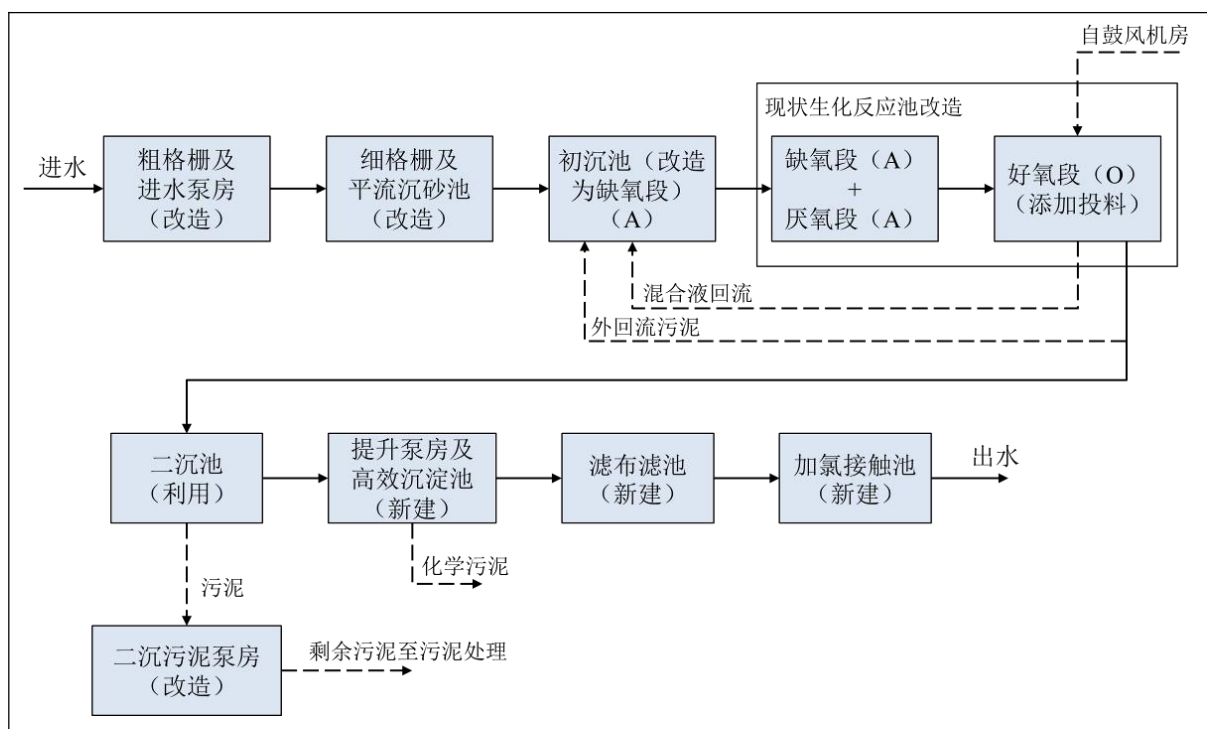 自鼓风机房
现状生化反应池改造
进水
粗格栅及
进水泵房
（改造）
细格栅及
平流沉砂池
（改造）
初沉池（改造
为缺氧段）
（A）
缺氧段（A）
+
厌氧段（A）
好氧段（O）
（添加投料）
混合液回流
外回流污泥
二沉池
（利用）
提升泵房及
高效沉淀池
（新建）
滤布滤池
（新建）
加氯接触池
（新建）
出水
污泥
化学污泥
二沉污泥泵房
（改造）
剩余污泥至污泥处理